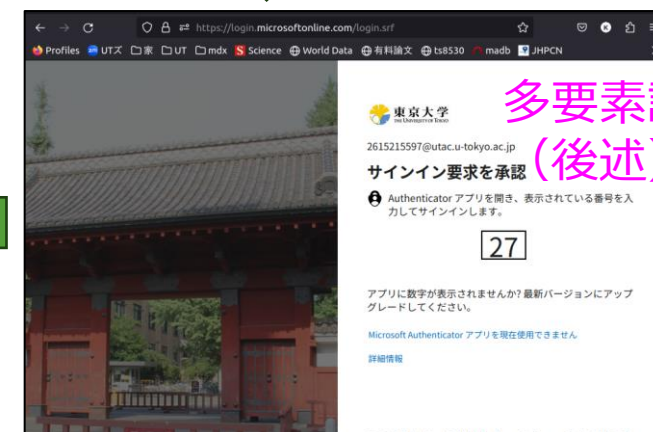 https://login.microsoftonline.com/login.srf
Profiles UTズ 家 UT mdx Science World Data 有料論文 ts8530 madb JHPCN
東京大学
THE UNIVERSITY OF TOKYO
多要素
(後述)
2615215597@utac.u-tokyo.ac.jp
サインイン要求を承認
Authenticator アプリを開き、表示されている番号を入
力してサインインします。
27
アプリに数字が表示されませんか? 最新バージョンにアップ
グレードしてください。
Microsoft Authenticator アプリを現在使用できません
詳細情報